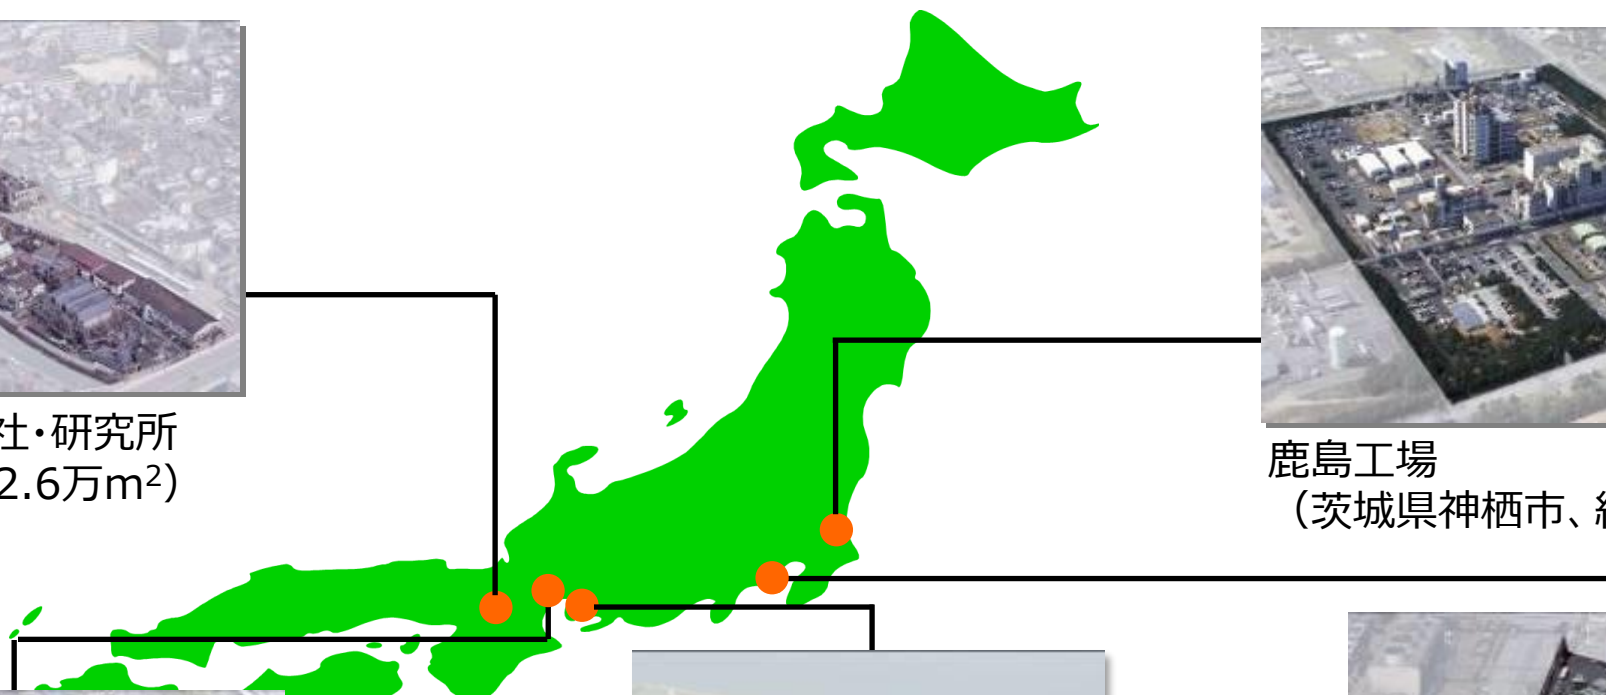 社・研究所
2.6万m²）
鹿島工場
（茨城県神栖市、